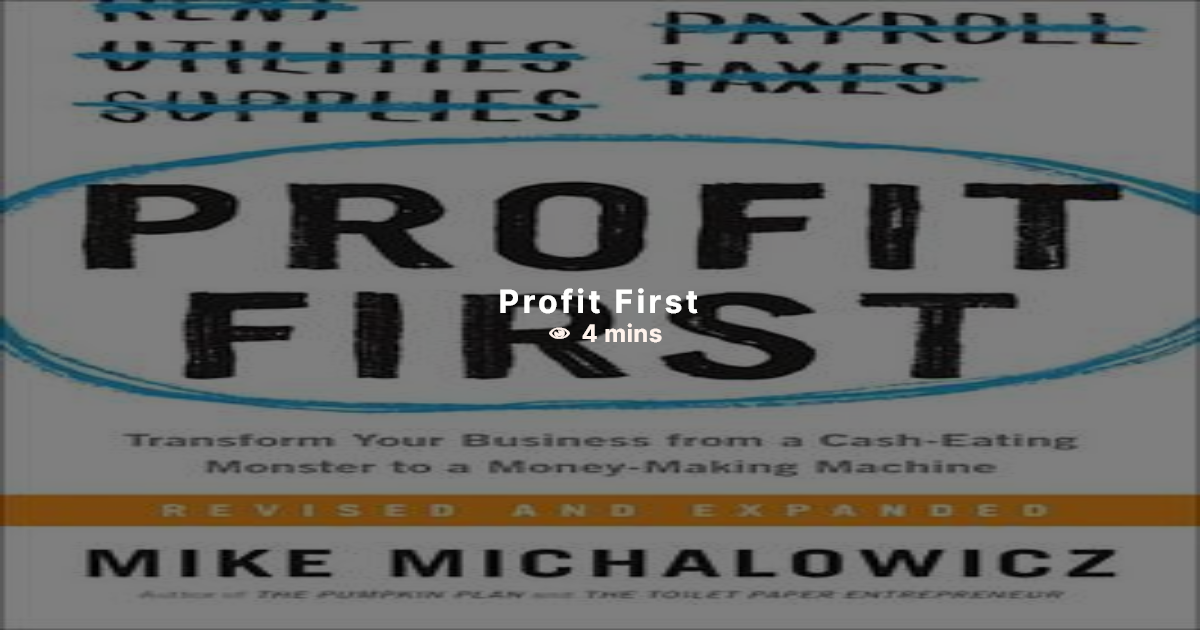 RENT
UTILITIES
SUPPLIES
PAYROLL
TAXES
PROFIT
FIRST
Profit First
4 mins
Transform Your Business from a Cash-Eating
Monster to a Money-Making Machine
REVISED AND EXPANDED
MIKE MICHALOWICZ
Author of THE PUMPKIN PLAN and THE TOILET PAPER ENTREPRENEUR